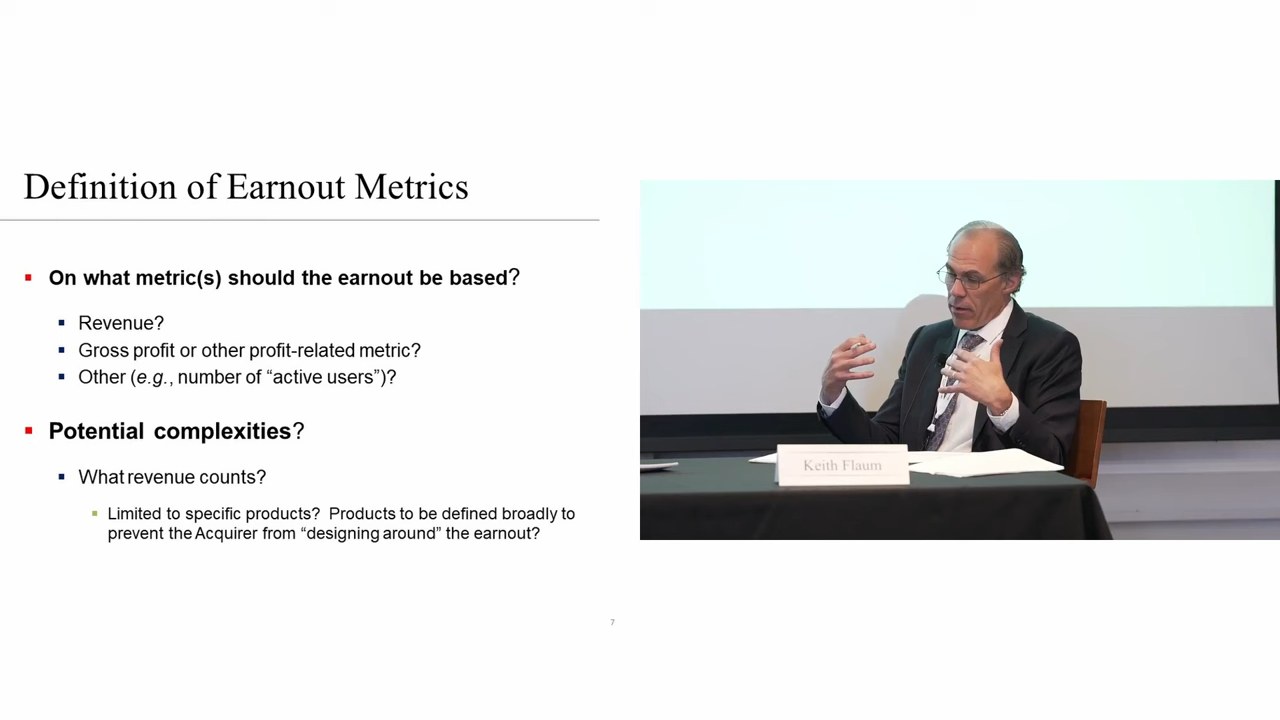 Definition of Earnout Metrics
On what metric(s) should the earnout be based?
Revenue?
Gross profit or other profit-related metric?
Other (e.g., number of “active users”)?
Potential complexities?
What revenue counts?
Limited to specific products? Products to be defined broadly to
prevent the Acquirer from “designing around” the earnout?
7
Keith Flaum